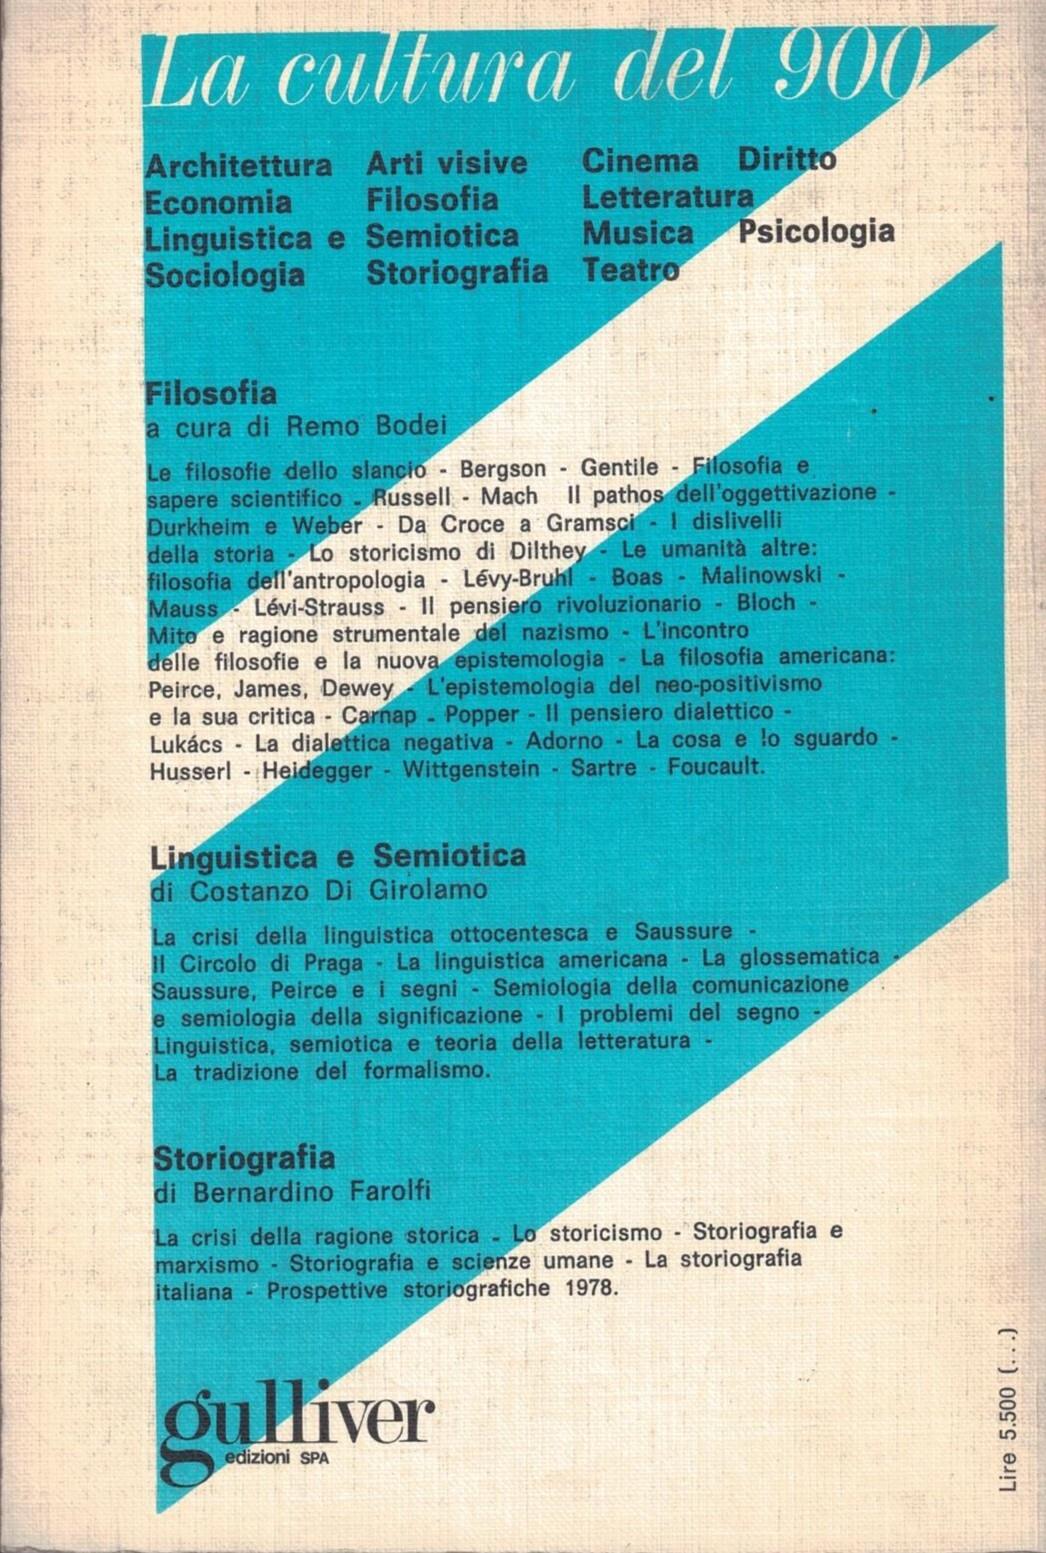 La cultura del 900
Architettura Arti visive Cinema Diritto
Economia Filosofia Letteratura
Linguistica e Semiotica Musica Psicologia
Sociologia Storiografia Teatro
Filosofia
a cura di Remo Bodei
Le filosofie dello slancio - Bergson - Gentile - Filosofia e
sapere scientifico - Russell - Mach Il pathos dell'oggettivazione -
Durkheim e Weber - Da Croce a Gramsci - I dislivelli
della storia - Lo storicismo di Dilthey - Le umanità altre:
filosofia dell'antropologia - Lévy-Bruhl - Boas - Malinowski -
Mauss - Lévi-Strauss - Il pensiero rivoluzionario - Bloch -
Mito e ragione strumentale del nazismo - L'incontro
delle filosofie e la nuova epistemologia - La filosofia americana:
Peirce, James, Dewey - L'epistemologia del neo-positivismo
e la sua critica - Carnap - Popper - Il pensiero dialettico -
Lukács - La dialettica negativa - Adorno - La cosa e lo sguardo -
Husserl - Heidegger - Wittgenstein - Sartre - Foucault.
Linguistica e Semiotica
di Costanzo Di Girolamo
La crisi della linguistica ottocentesca e Saussure -
Il Circolo di Praga - La linguistica americana - La glossematica -
Saussure, Peirce e i segni - Semiologia della comunicazione
e semiologia della significazione - I problemi del segno -
Linguistica, semiotica e teoria della letteratura -
La tradizione del formalismo.
Storiografia
di Bernardino Farolfi
La crisi della ragione storica - Lo storicismo - Storiografia e
marxismo - Storiografia e scienze umane - La storiografia
italiana - Prospettive storiografiche 1978.
gulliver
edizioni SPA
Lire 5.500 (...)